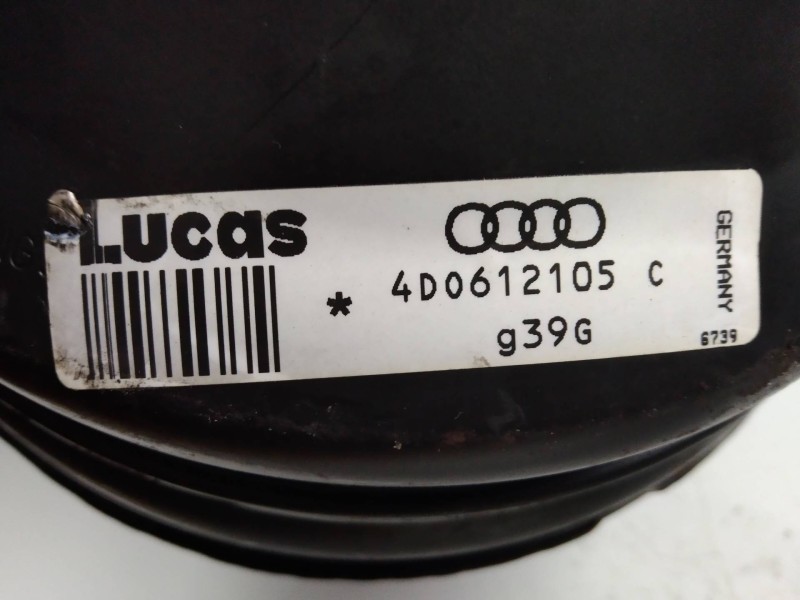 Lucas
* 4D0612105 C
g39G
GERMANY
6739